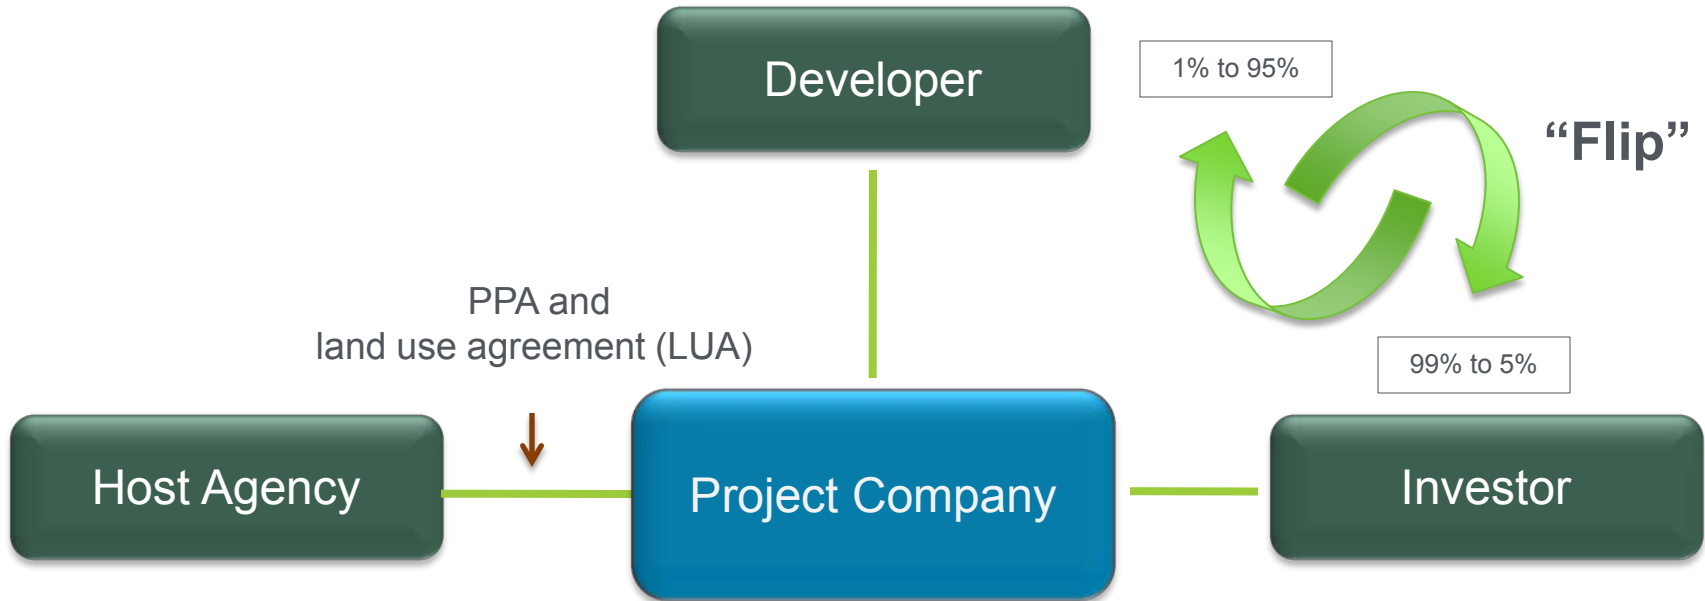 Developer
1% to 95%
“Flip”
PPA and
land use agreement (LUA)
99% to 5%
Host Agency
Project Company
Investor